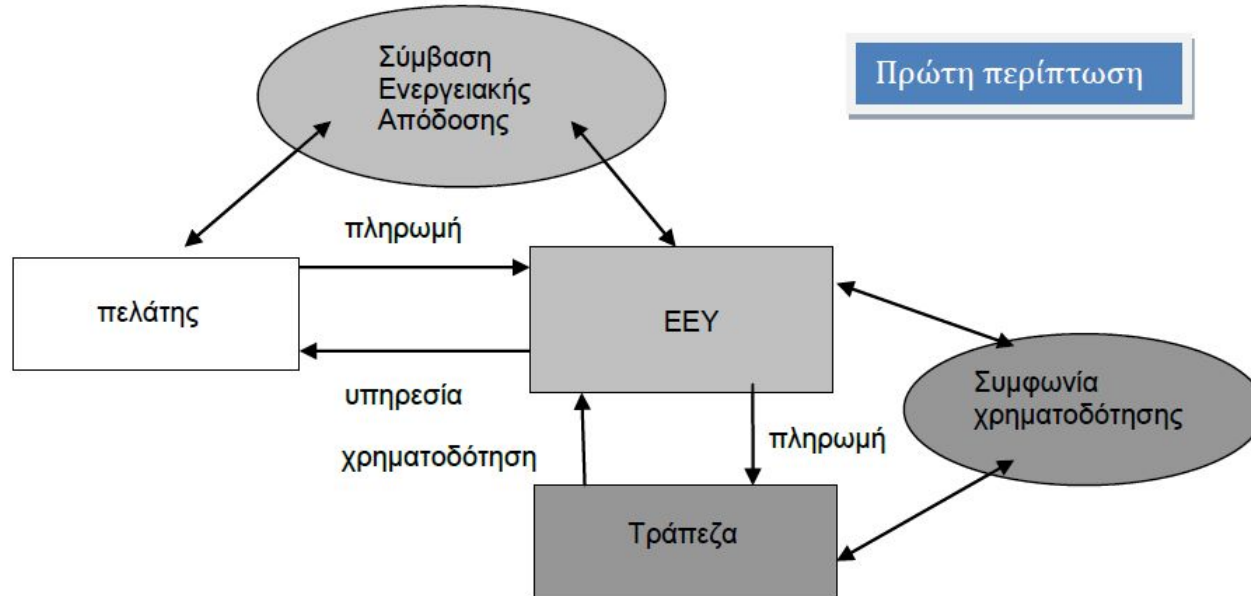 Σύμβαση
Ενεργειακής
Απόδοσης
Πρώτη περίπτωση
πληρωμή
πελάτης
ΕΕΥ
υπηρεσία
Συμφωνία
χρηματοδότησης
χρηματοδότηση
πληρωμή
Τράπεζα